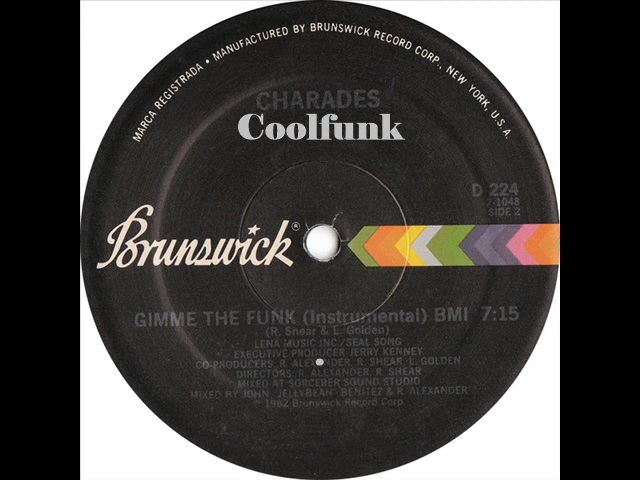 MARCA REGISTRADA • MANUFACTURED BY BRUNSWICK RECORD CORP., NEW YORK, U.S.A.
CHARADES
Coolfunk
D 224
7-1048
SIDE 2
Brunswick®
GIMME THE FUNK (Instrumental) BMI 7:15
(R. Shear & L. Golden)
LENA MUSIC INC./SEAL SONG
EXECUTIVE PRODUCER JERRY KENNEY
CO-PRODUCERS R. ALEXANDER, R. SHEAR, L. GOLDEN
DIRECTORS: R. ALEXANDER, R. SHEAR
MIXED AT SORCERER SOUND STUDIO
MIXED BY JOHN "JELLYBEAN" BENITEZ & R. ALEXANDER
1982 Brunswick Record Corp